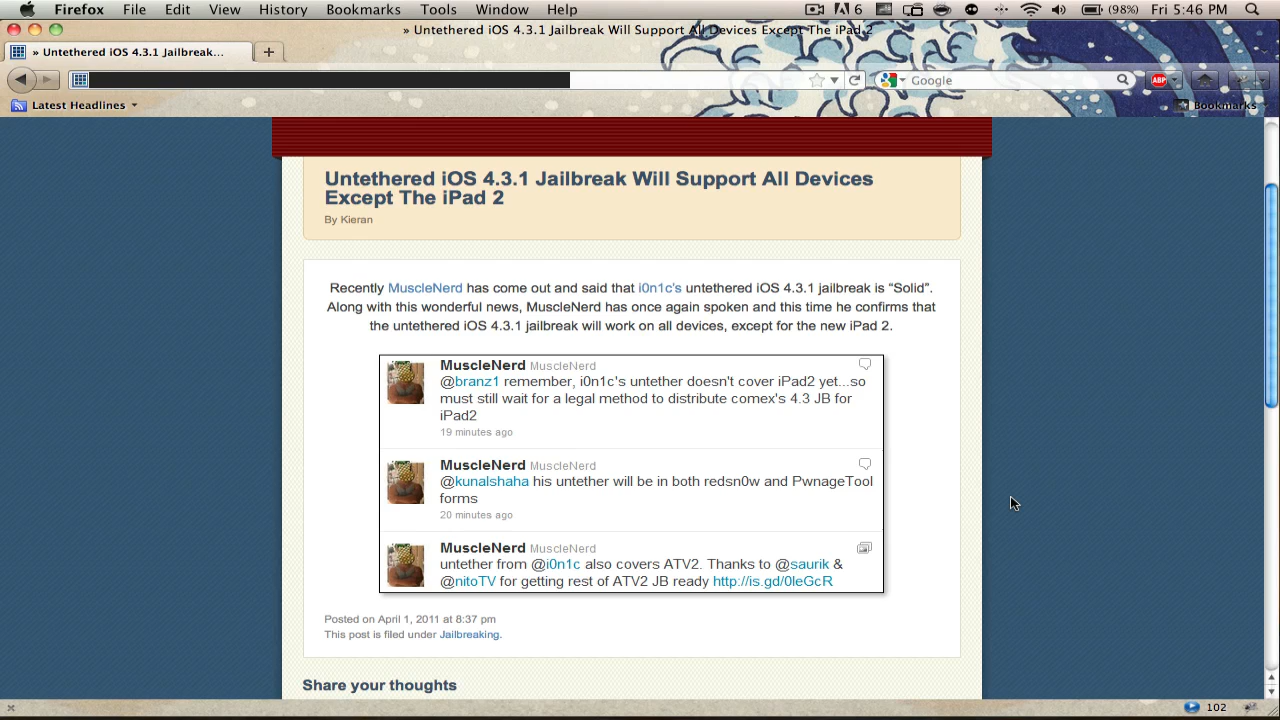 Firefox File Edit View History Bookmarks Tools Window Help 6 (98%) Fri 5:46 PM
» Untethered iOS 4.3.1 Jailbreak Will Support All Devices Except The iPad 2
» Untethered iOS 4.3.1 Jailbreak... +
Google ABP
Latest Headlines Bookmarks
Untethered iOS 4.3.1 Jailbreak Will Support All Devices
Except The iPad 2
By Kieran
Recently MuscleNerd has come out and said that i0n1c's untethered iOS 4.3.1 jailbreak is “Solid”.
Along with this wonderful news, MuscleNerd has once again spoken and this time he confirms that
the untethered iOS 4.3.1 jailbreak will work on all devices, except for the new iPad 2.
MuscleNerd MuscleNerd
@branz1 remember, i0n1c's untether doesn't cover iPad2 yet...so
must still wait for a legal method to distribute comex's 4.3 JB for
iPad2
19 minutes ago
MuscleNerd MuscleNerd
@kunalshaha his untether will be in both redsn0w and PwnageTool
forms
20 minutes ago
MuscleNerd MuscleNerd
untether from @i0n1c also covers ATV2. Thanks to @saurik &
@nitoTV for getting rest of ATV2 JB ready http://is.gd/0leGcR
Posted on April 1, 2011 at 8:37 pm
This post is filed under Jailbreaking.
Share your thoughts
102